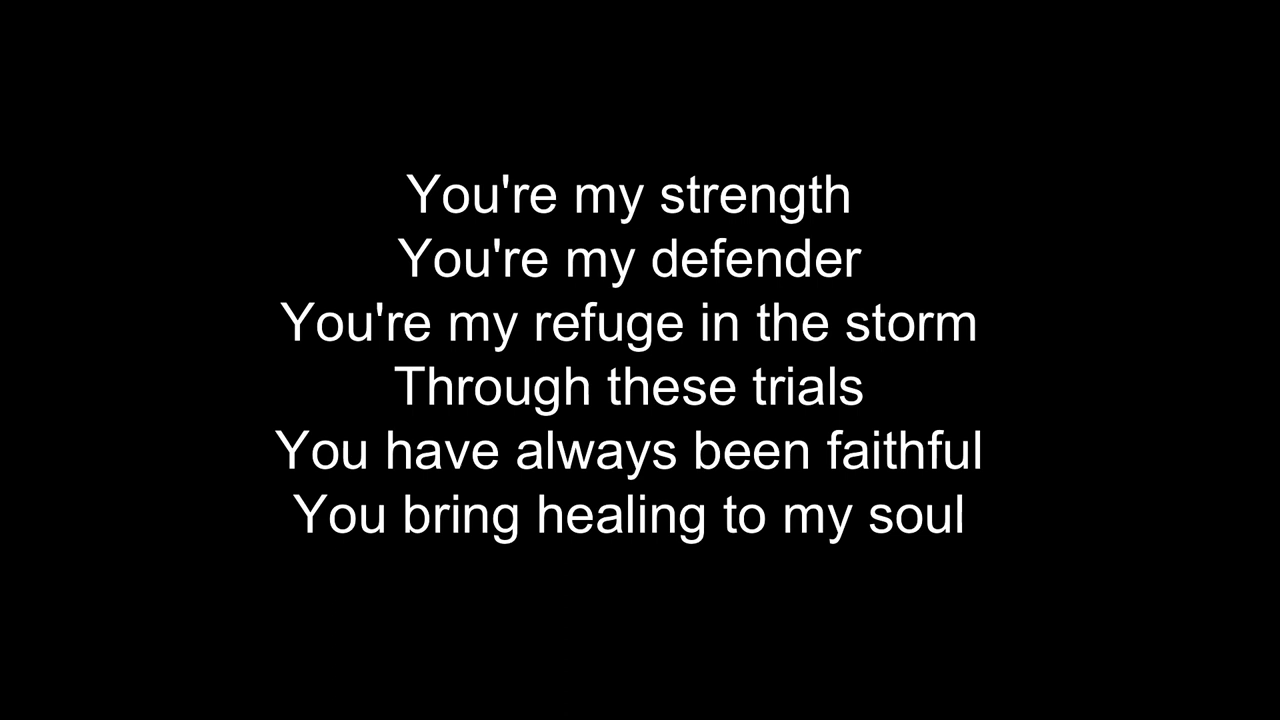 You're my strength
You're my defender
You're my refuge in the storm
Through these trials
You have always been faithful
You bring healing to my soul